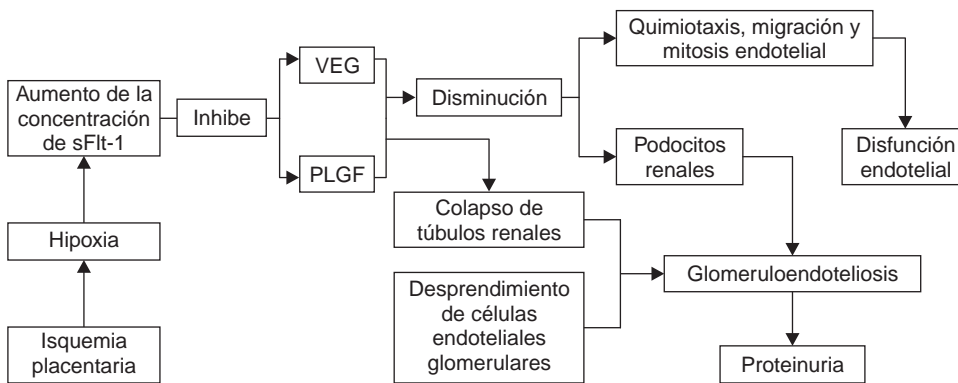 Quimiotaxis, migración y
mitosis endotelial
VEG
Aumento de la
concentración
de sFlt-1
Inhibe
Disminución
PLGF
Podocitos
renales
Disfunción
endotelial
Colapso de
túbulos renales
Hipoxia
Glomeruloendoteliosis
Desprendimiento
de células
endoteliales
glomerulares
Isquemia
placentaria
Proteinuria